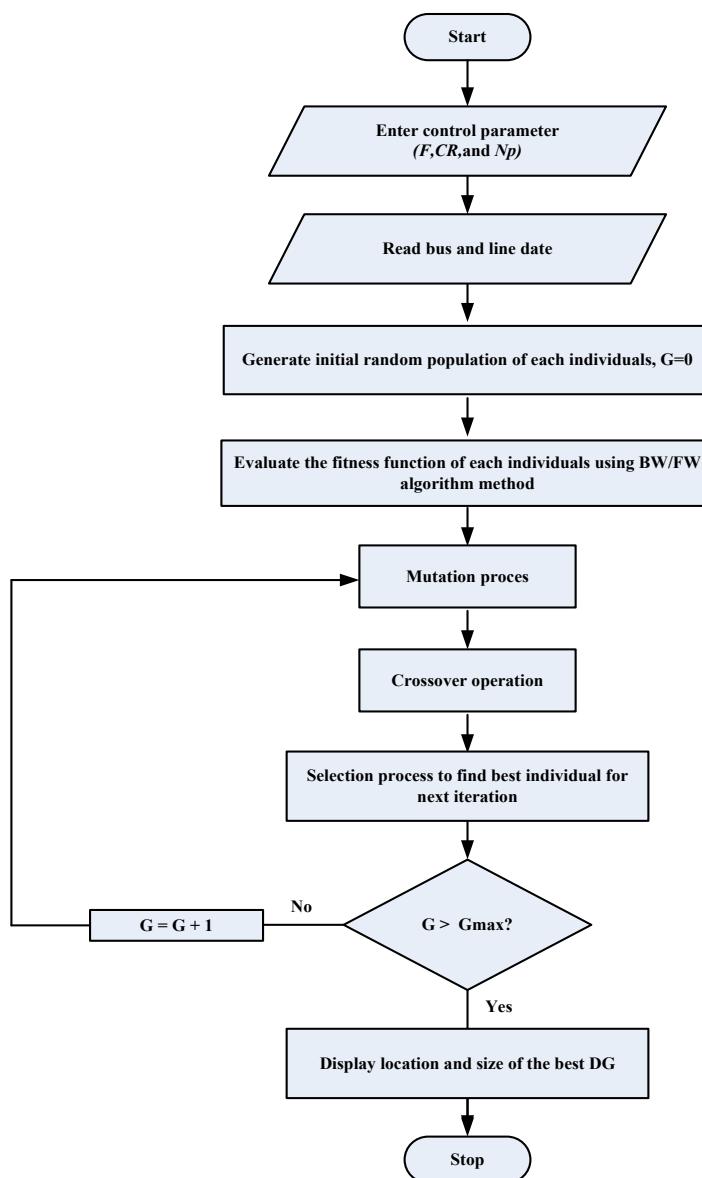 Start
Enter control parameter
(F,CR,and Np)
Read bus and line date
Generate initial random population of each individuals, G=0
Evaluate the fitness function of each individuals using BW/FW
algorithm method
Mutation proces
Crossover operation
Selection process to find best individual for
next iteration
G > Gmax?
No
G = G + 1
Yes
Display location and size of the best DG
Stop